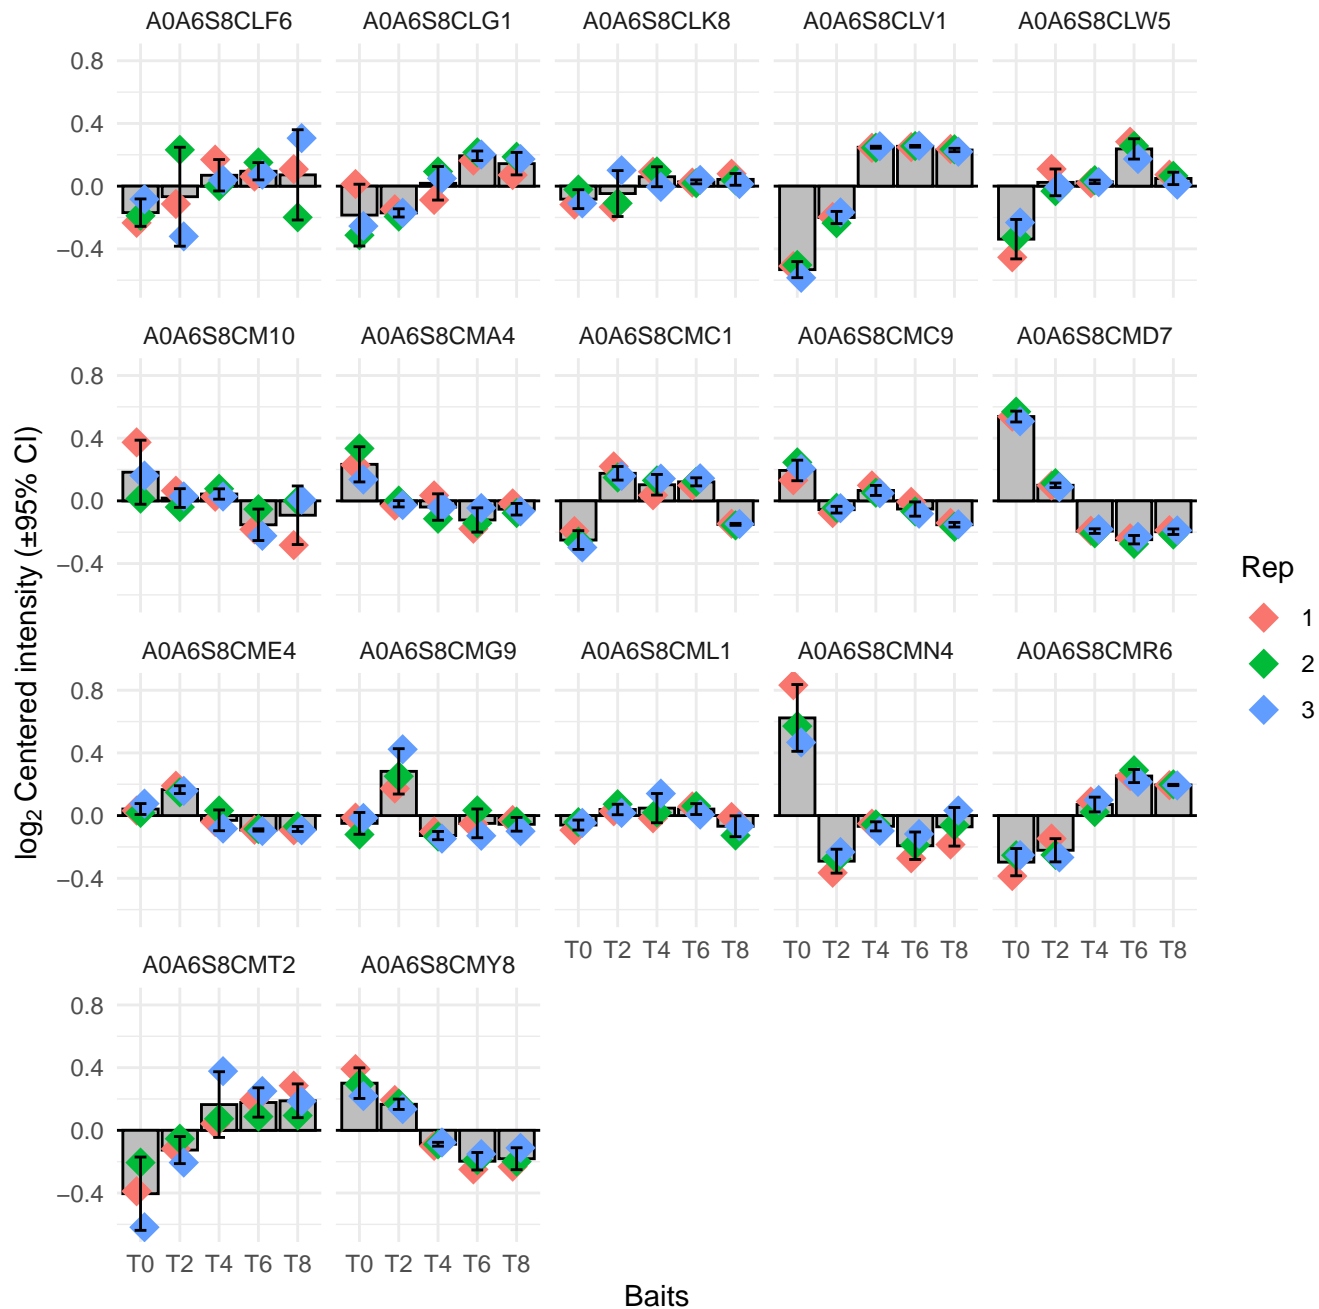 A0A6S8CLF6 A0A6S8CLG1 A0A6S8CLK8 A0A6S8CLV1 A0A6S8CLW5
0.8
0.4
0.0
−0.4
A0A6S8CM10 A0A6S8CMA4 A0A6S8CMC1 A0A6S8CMC9 A0A6S8CMD7
0.8
0.4
0.0
−0.4
A0A6S8CME4 A0A6S8CMG9 A0A6S8CML1 A0A6S8CMN4 A0A6S8CMR6
0.8
0.4
0.0
−0.4
T0 T2 T4 T6 T8 T0 T2 T4 T6 T8 T0 T2 T4 T6 T8
A0A6S8CMT2 A0A6S8CMY8
0.8
0.4
0.0
−0.4
T0 T2 T4 T6 T8 T0 T2 T4 T6 T8
Baits
log2 Centered intensity (±95% CI)
Rep
1
2
3